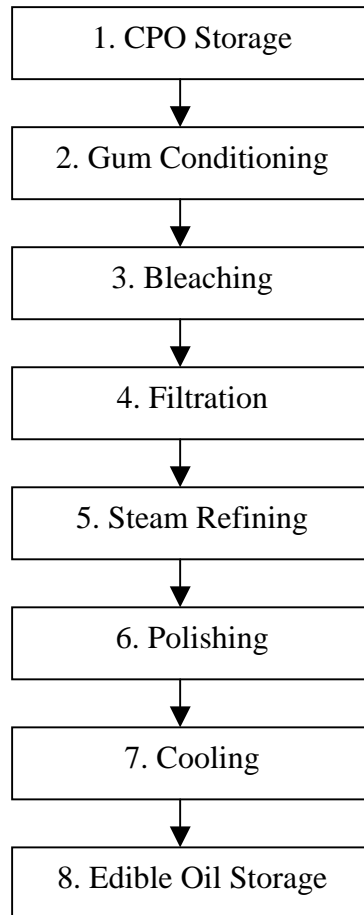 1. CPO Storage
2. Gum Conditioning
3. Bleaching
4. Filtration
5. Steam Refining
6. Polishing
7. Cooling
8. Edible Oil Storage